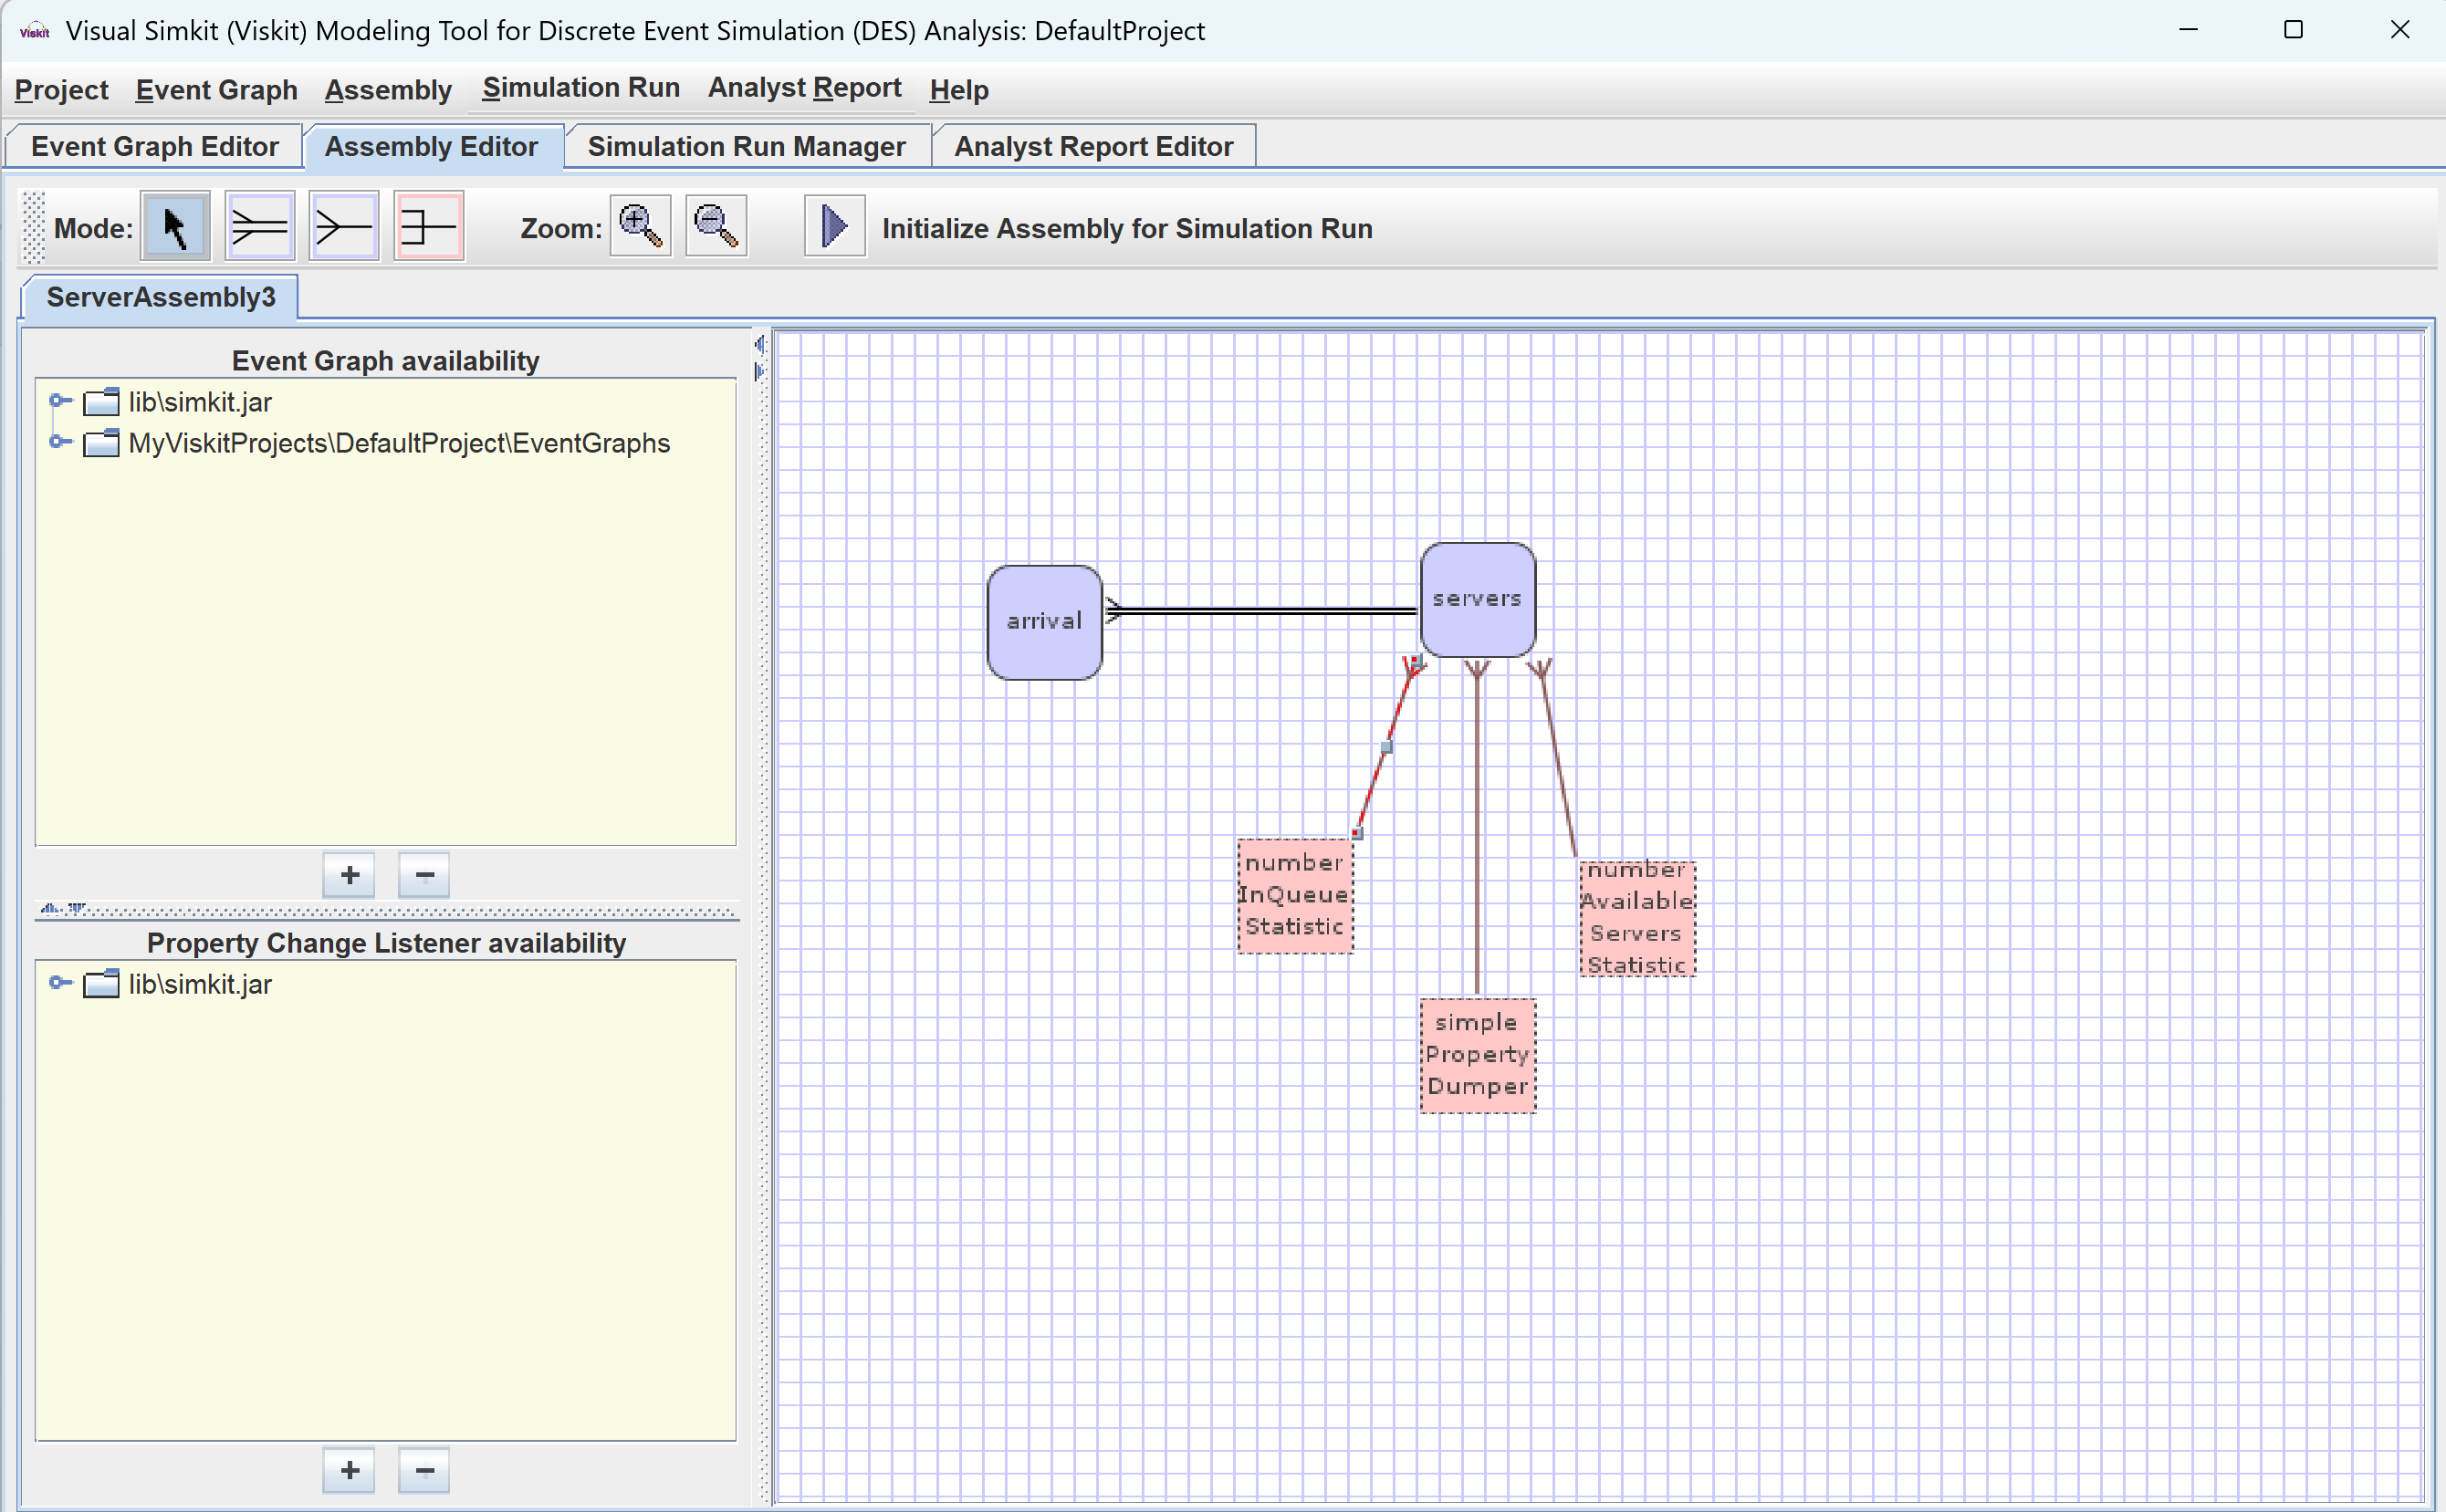 Viskit Visual Simkit (Viskit) Modeling Tool for Discrete Event Simulation (DES) Analysis: DefaultProject
Project Event Graph Assembly Simulation Run Analyst Report Help
Event Graph Editor Assembly Editor Simulation Run Manager Analyst Report Editor
Mode: Zoom: Initialize Assembly for Simulation Run
ServerAssembly3
Event Graph availability
lib\simkit.jar
MyViskitProjects\DefaultProject\EventGraphs
Property Change Listener availability
lib\simkit.jar
arrival
servers
number
InQueue
Statistic
simple
Property
Dumper
number
Available
Servers
Statistic